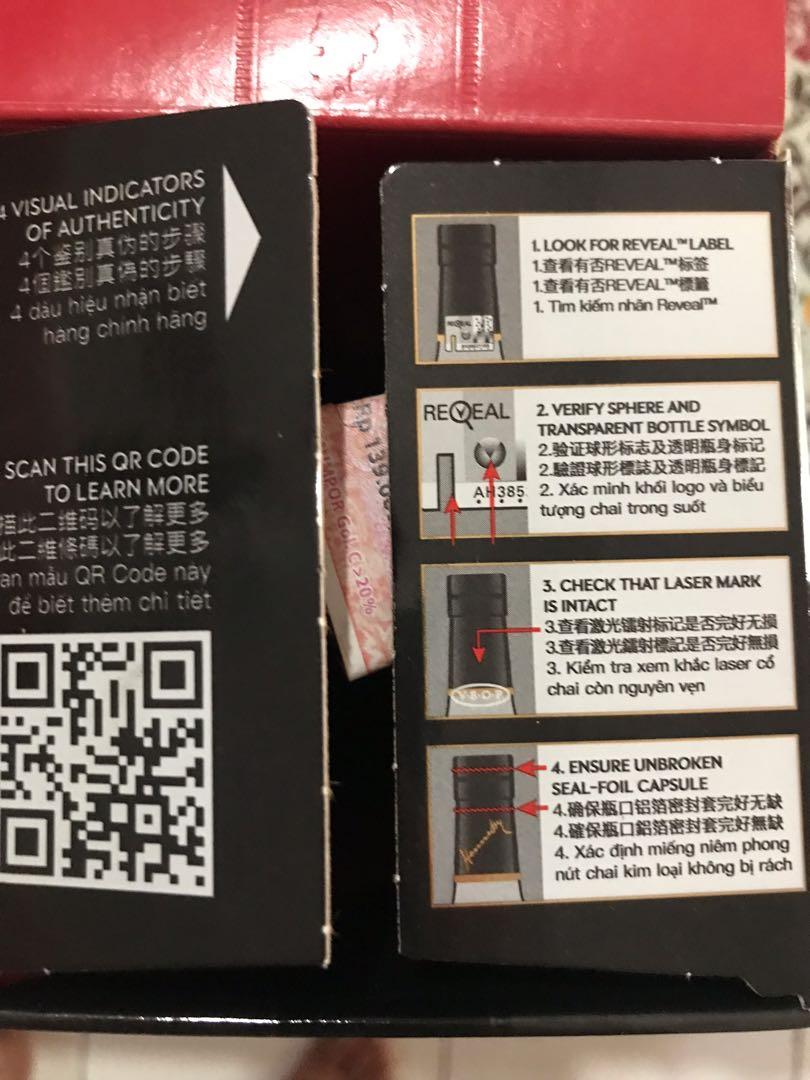 4 VISUAL INDICATORS
OF AUTHENTICITY
4个鉴别真伪的步骤
4個鑑別真偽的步驟
4 dấu hiệu nhận biết
hàng chính hãng
SCAN THIS QR CODE
TO LEARN MORE
描此二维码以了解更多
此二維條碼以了解更多
để biết thêm chi tiết
mẫu QR Code này
Rp 139.0
IMPOR Gol. C >20%
1. LOOK FOR REVEAL™ LABEL
1.查看有否REVEAL™标签
1.查看有否REVEAL™標籤
1. Tìm kiếm nhãn Reveal™
REVEAL
AH385
2. VERIFY SPHERE AND
TRANSPARENT BOTTLE SYMBOL
2.验证球形标志及透明瓶身标记
2.驗證球形標誌及透明瓶身標記
2. Xác minh khối logo và biểu
tượng chai trong suốt
V·S·O·P
3. CHECK THAT LASER MARK
IS INTACT
3.查看激光镭射标记是否完好无损
3.查看激光鐳射標記是否完好無損
3. Kiểm tra xem khắc laser cổ
chai còn nguyên vẹn
Hennessy
4. ENSURE UNBROKEN
SEAL-FOIL CAPSULE
4.确保瓶口铝箔密封套完好无缺
4.確保瓶口鋁箔密封套完好無缺
4. Xác định miếng niêm phong
nút chai kim loại không bị rách